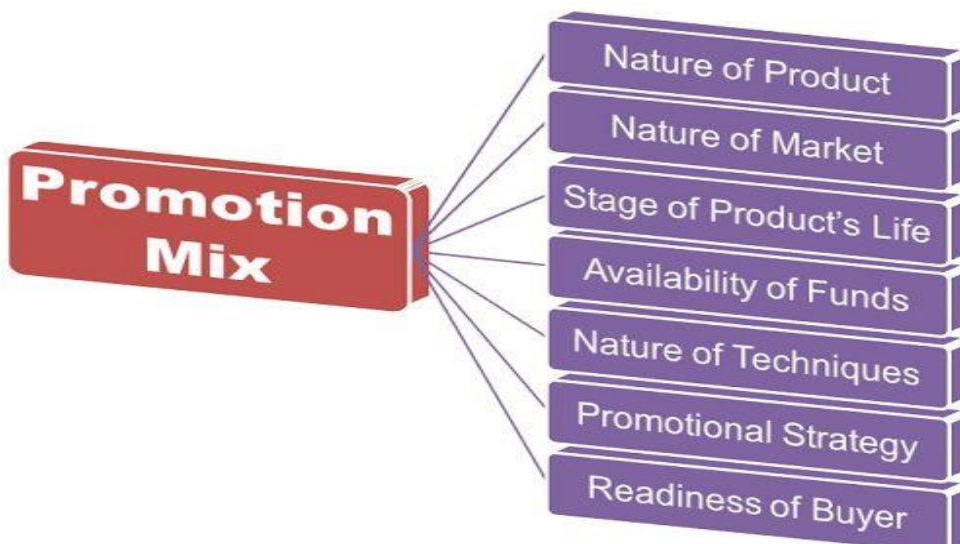 Promotion
Mix
Nature of Product
Nature of Market
Stage of Product's Life
Availability of Funds
Nature of Techniques
Promotional Strategy
Readiness of Buyer